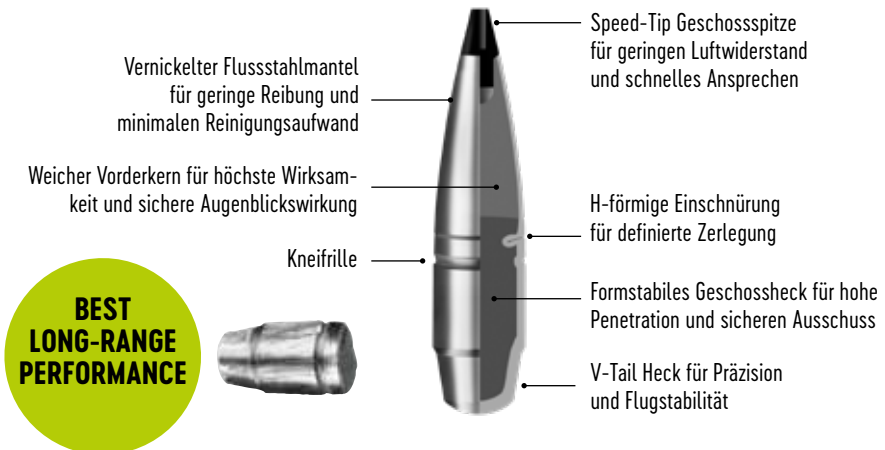 Speed-Tip Geschossspitze
für geringen Luftwiderstand
und schnelles Ansprechen
Vernickelter Flussstahlmantel
für geringe Reibung und
minimalen Reinigungsaufwand
Weicher Vorderkern für höchste Wirksam-
keit und sichere Augenblickswirkung
H-förmige Einschnürung
für definierte Zerlegung
Kneifrille
Formstabiles Geschossheck für hohe
Penetration und sicheren Ausschuss
BEST
LONG-RANGE
PERFORMANCE
V-Tail Heck für Präzision
und Flugstabilität